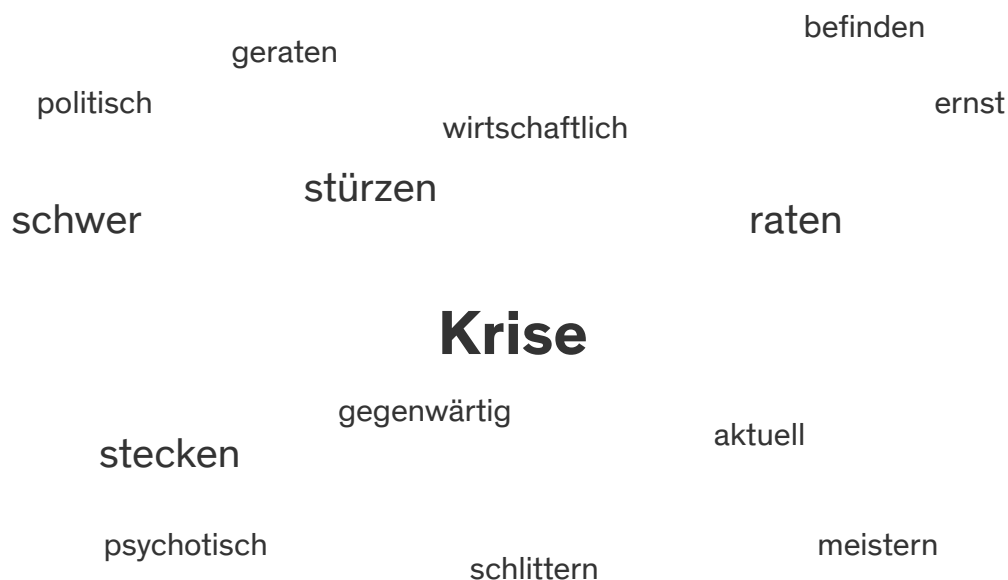 befinden
geraten
politisch
ernst
wirtschaftlich
stürzen
schwer
raten
Krise
gegenwärtig
aktuell
stecken
psychotisch
meistern
schlittern